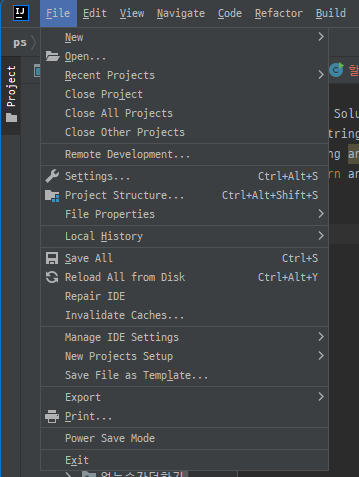 IJ
File Edit View Navigate Code Refactor Build
ps
Project
New
Open...
Recent Projects
Close Project
Close All Projects
Close Other Projects
Remote Development...
Settings... Ctrl+Alt+S
Project Structure... Ctrl+Alt+Shift+S
File Properties
Local History
Save All Ctrl+S
Reload All from Disk Ctrl+Alt+Y
Repair IDE
Invalidate Caches...
Manage IDE Settings
New Projects Setup
Save File as Template...
Export
Print...
Power Save Mode
Exit
C
Solu
tring
ng an
rn an